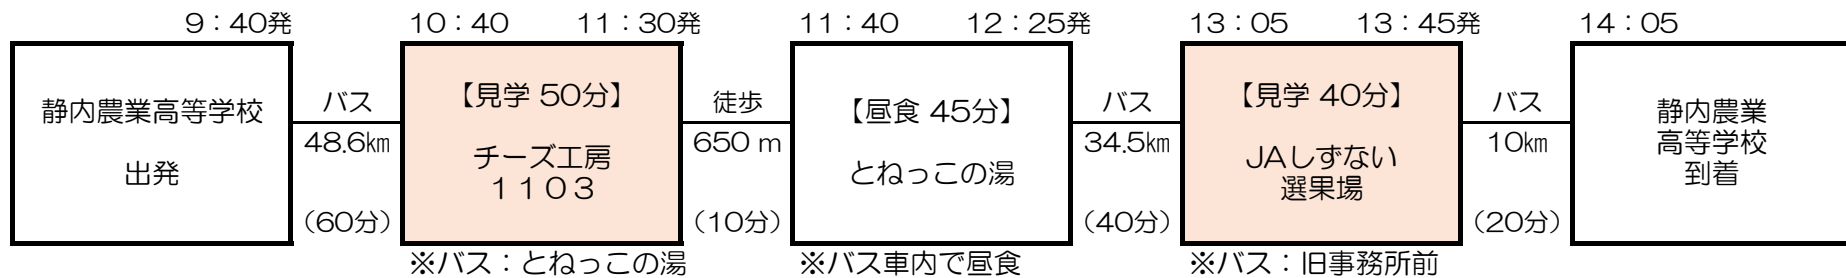 9：40発
10：40
11：30発
11：40
12：25発
13：05
13：45発
14：05
静内農業高等学校
出発
バス
48.6㎞
（60分）
【見学 50分】
チーズ工房
１１０３
徒歩
650 m
（10分）
【昼食 45分】
とねっこの湯
バス
34.5㎞
（40分）
【見学 40分】
JAしずない
選果場
バス
10㎞
（20分）
静内農業
高等学校
到着
※バス：とねっこの湯
※バス車内で昼食
※バス：旧事務所前